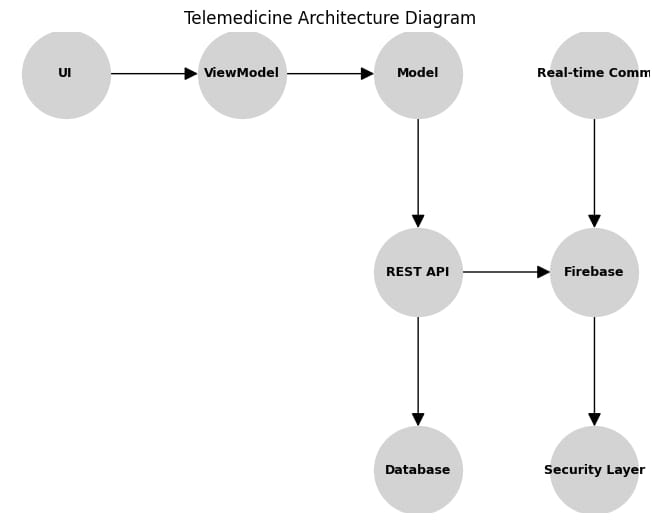 Telemedicine Architecture Diagram
UI
ViewModel
Model
Real-time Comm
REST API
Firebase
Database
Security Layer